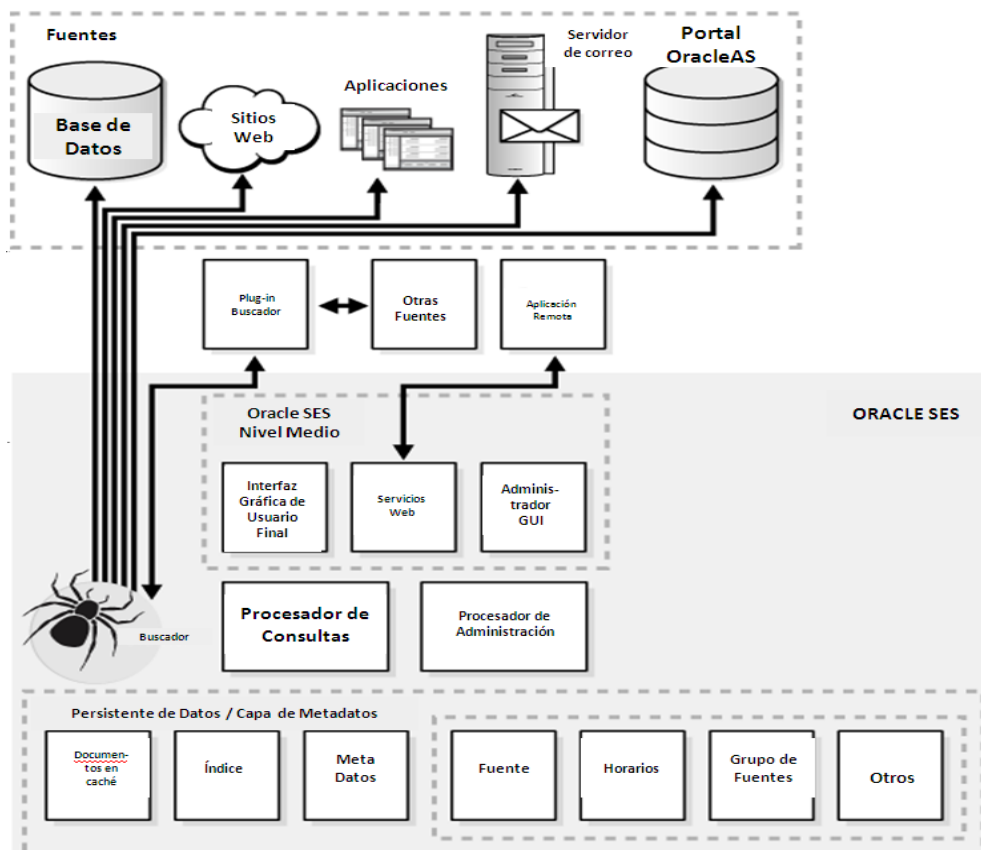 Fuentes
Servidor
de correo
Portal
OracleAS
Base de
Datos
Sitios
Web
Aplicaciones
Plug-in
Buscador
Otras
Fuentes
Aplicación
Remota
Oracle SES
Nivel Medio
ORACLE SES
Interfaz
Gráfica de
Usuario
Final
Servicios
Web
Adminis-
trador
GUI
Buscador
Procesador de
Consultas
Procesador de
Administración
Persistente de Datos / Capa de Metadatos
Documen-
tos en
caché
Índice
Meta
Datos
Fuente
Horarios
Grupo de
Fuentes
Otros